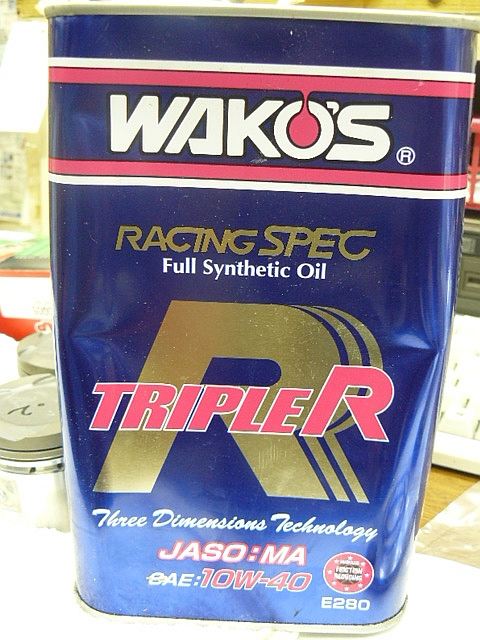 WAKO'S ®
RACING SPEC
Full Synthetic Oil
R
TRIPLE R
Three Dimensions Technology
JASO:MA
SAE:10W-40
E280